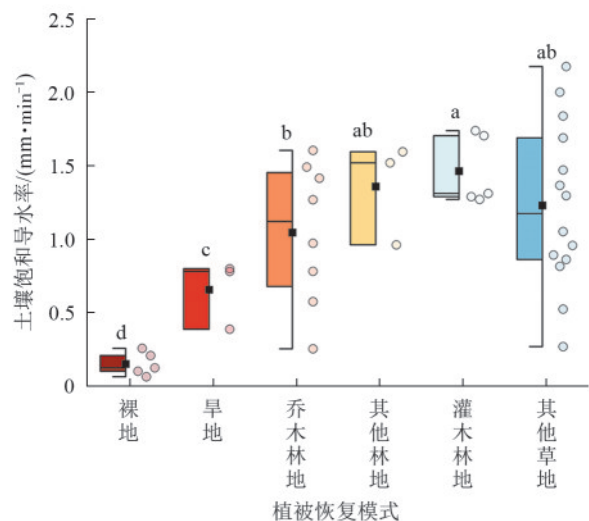 土壤饱和导水率/(mm•min⁻¹)
2.5
2.0
1.5
1.0
0.5
0
d
c
b
ab
a
ab
裸地
旱地
乔木林地
其他林地
灌木林地
其他草地
植被恢复模式